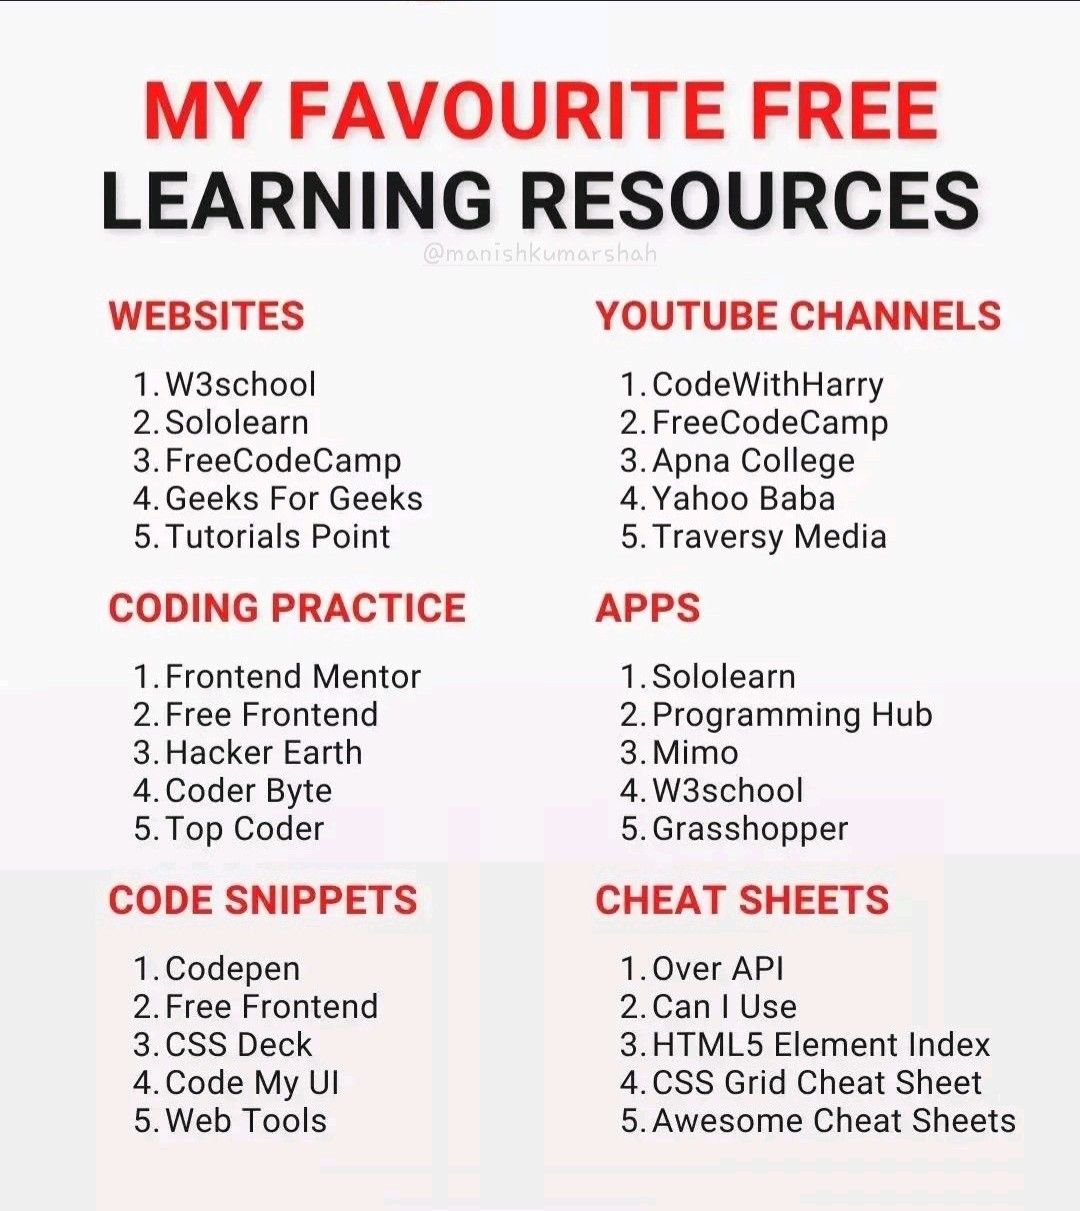 MY FAVOURITE FREE
LEARNING RESOURCES
@manishkumarshah
WEBSITES
1. W3school
2. Sololearn
3. FreeCodeCamp
4. Geeks For Geeks
5. Tutorials Point
YOUTUBE CHANNELS
1. CodeWithHarry
2. FreeCodeCamp
3. Apna College
4. Yahoo Baba
5. Traversy Media
CODING PRACTICE
1. Frontend Mentor
2. Free Frontend
3. Hacker Earth
4. Coder Byte
5. Top Coder
APPS
1. Sololearn
2. Programming Hub
3. Mimo
4. W3school
5. Grasshopper
CODE SNIPPETS
1. Codepen
2. Free Frontend
3. CSS Deck
4. Code My UI
5. Web Tools
CHEAT SHEETS
1. Over API
2. Can I Use
3. HTML5 Element Index
4. CSS Grid Cheat Sheet
5. Awesome Cheat Sheets